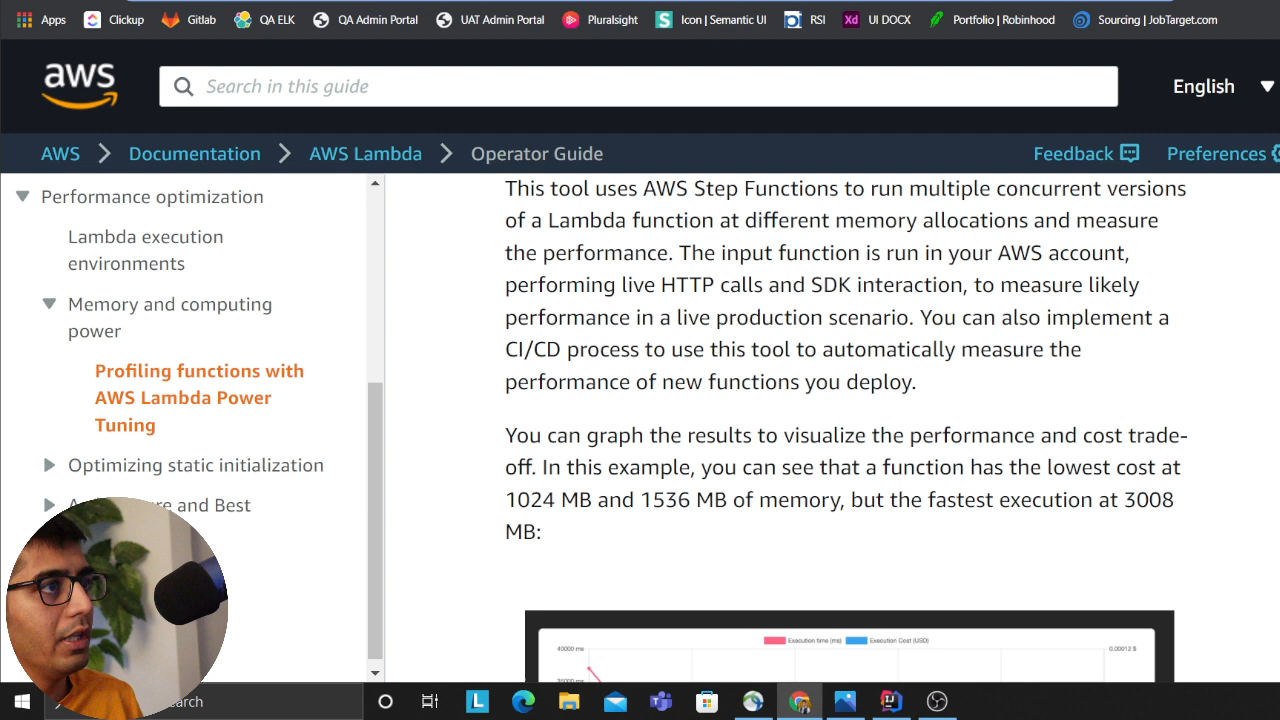 Apps
Clickup
Gitlab
QA ELK
QA Admin Portal
UAT Admin Portal
Pluralsight
S
Icon | Semantic UI
RSI
Xd
UI DOCX
Portfolio | Robinhood
Sourcing | JobTarget.com
aws
Search in this guide
English
AWS
Documentation
AWS Lambda
Operator Guide
Feedback
Preferences
Performance optimization
Lambda execution
environments
Memory and computing
power
Profiling functions with
AWS Lambda Power
Tuning
Optimizing static initialization
and Best
This tool uses AWS Step Functions to run multiple concurrent versions
of a Lambda function at different memory allocations and measure
the performance. The input function is run in your AWS account,
performing live HTTP calls and SDK interaction, to measure likely
performance in a live production scenario. You can also implement a
CI/CD process to use this tool to automatically measure the
performance of new functions you deploy.
You can graph the results to visualize the performance and cost trade-
off. In this example, you can see that a function has the lowest cost at
1024 MB and 1536 MB of memory, but the fastest execution at 3008
MB:
Execution time (ms)
Execution Cost (USD)
40000 ms
0.00012 $
L